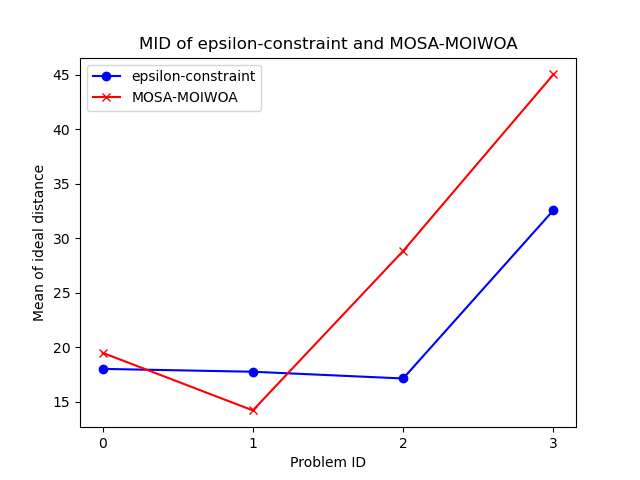 MID of epsilon-constraint and MOSA-MOIWOA
epsilon-constraint
MOSA-MOIWOA
Mean of ideal distance
45
40
35
30
25
20
15
0 1 2 3
Problem ID